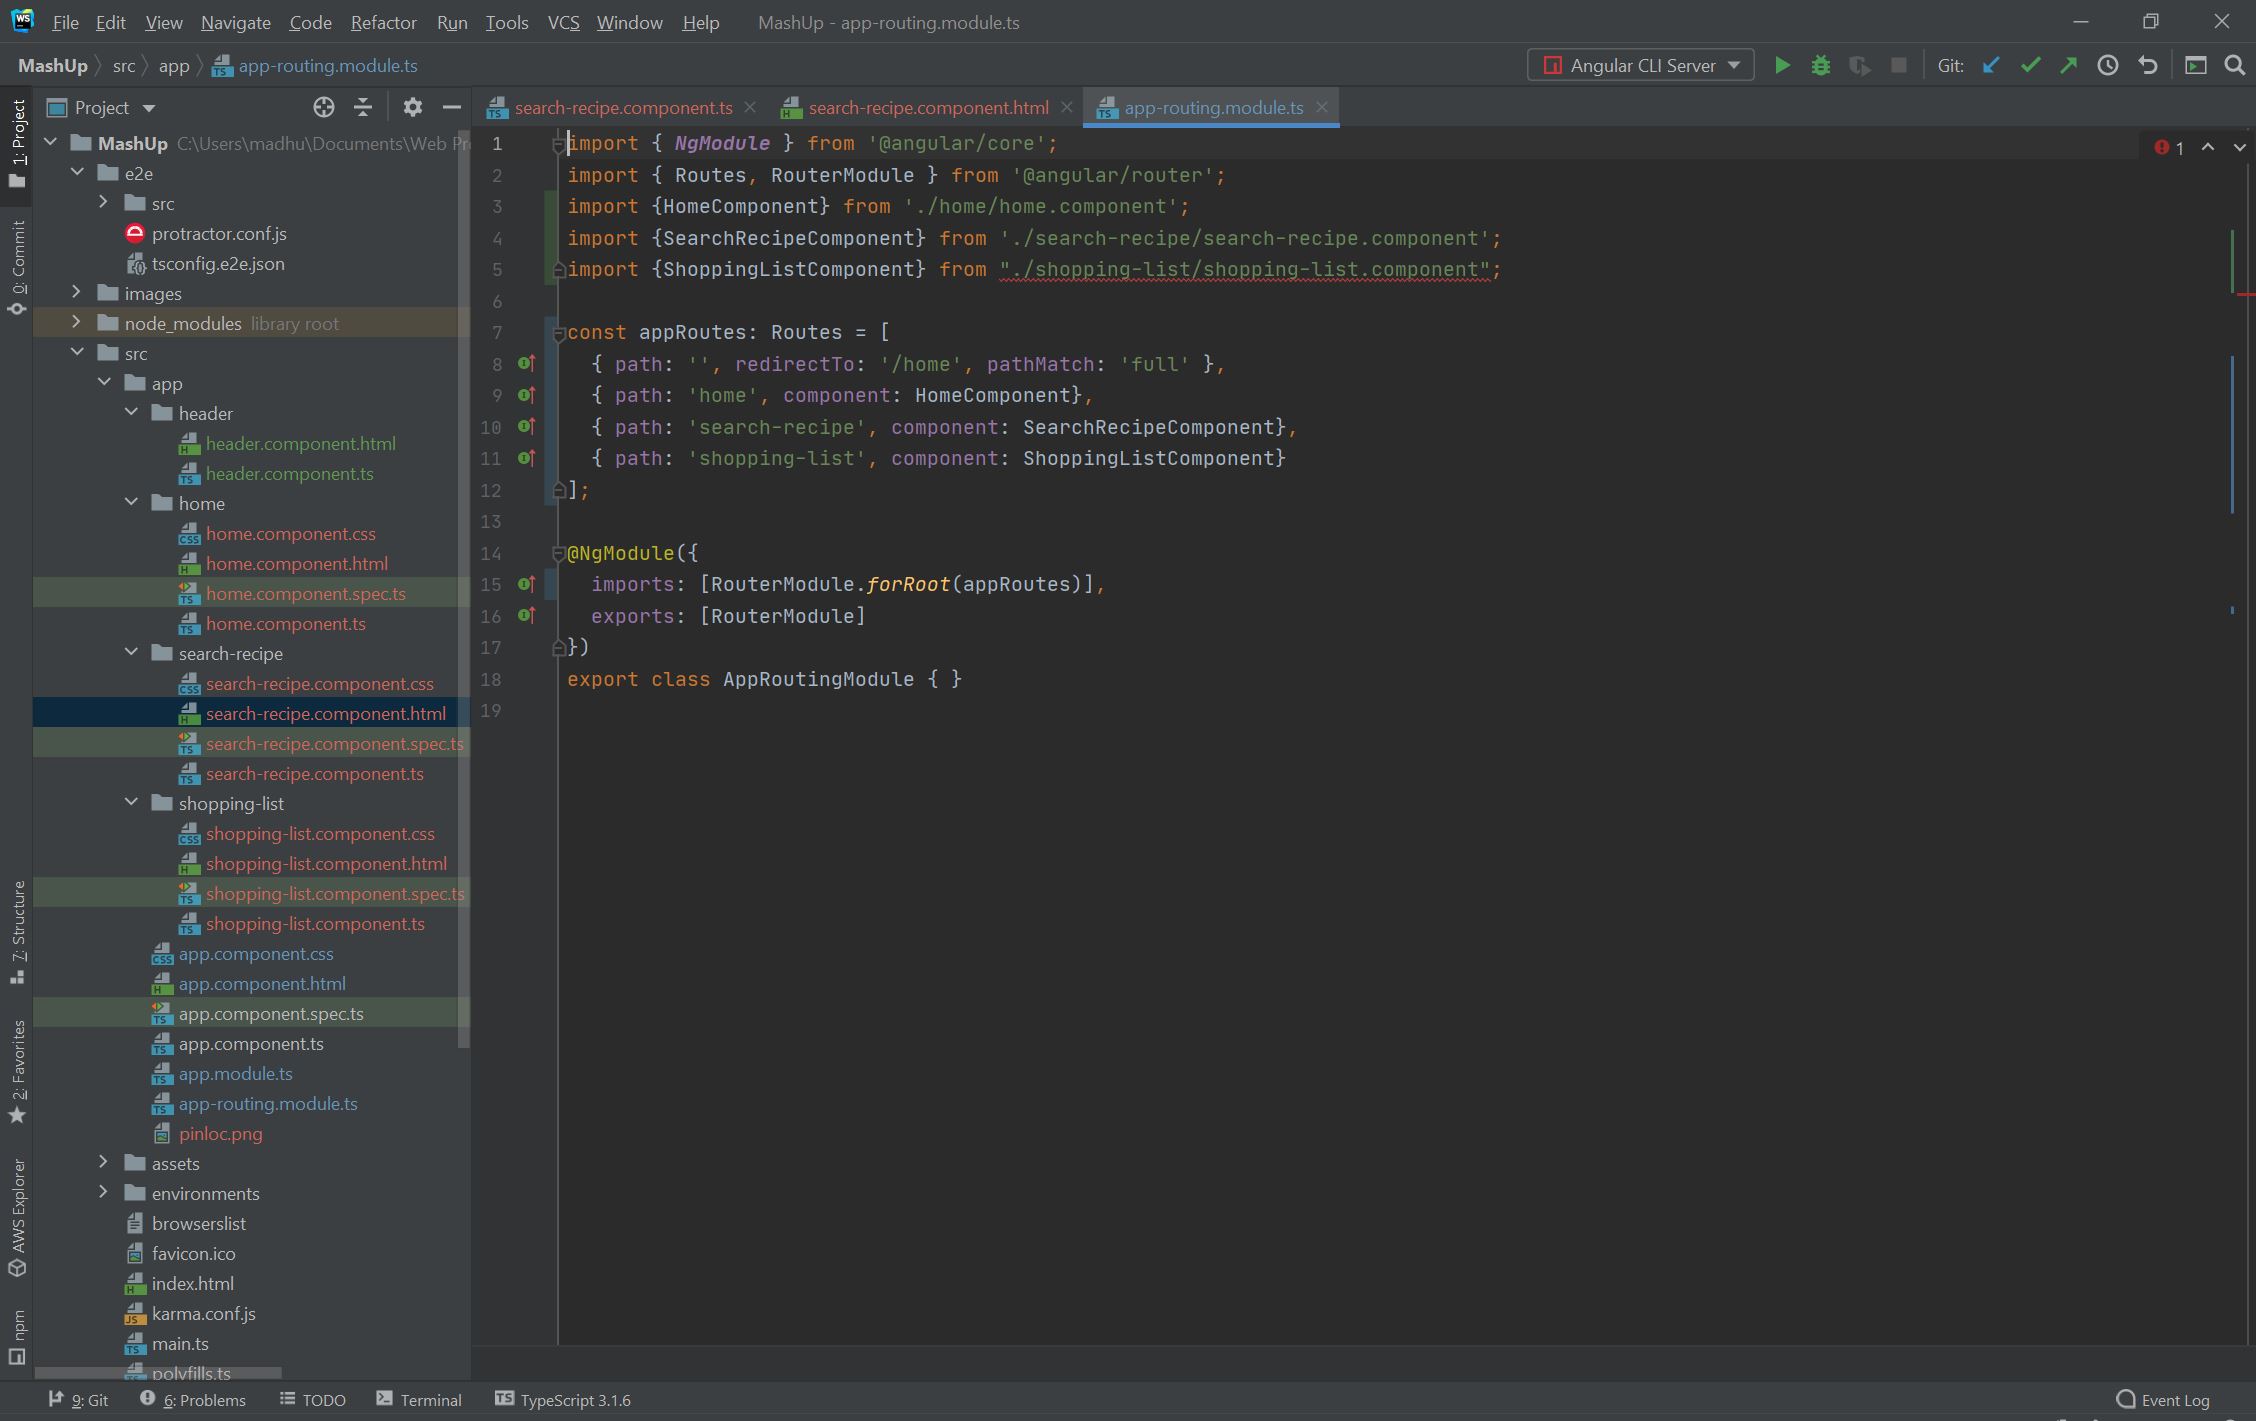 File Edit View Navigate Code Refactor Run Tools VCS Window Help MashUp - app-routing.module.ts
MashUp src app app-routing.module.ts
Angular CLI Server Git:
1: Project
0: Commit
7: Structure
2: Favorites
AWS Explorer
npm
Project
MashUp C:\Users\madhu\Documents\Web Pr
e2e
src
protractor.conf.js
tsconfig.e2e.json
images
node_modules library root
src
app
header
header.component.html
header.component.ts
home
home.component.css
home.component.html
home.component.spec.ts
home.component.ts
search-recipe
search-recipe.component.css
search-recipe.component.html
search-recipe.component.spec.ts
search-recipe.component.ts
shopping-list
shopping-list.component.css
shopping-list.component.html
shopping-list.component.spec.ts
shopping-list.component.ts
app.component.css
app.component.html
app.component.spec.ts
app.component.ts
app.module.ts
app-routing.module.ts
pinloc.png
assets
environments
browserslist
favicon.ico
index.html
karma.conf.js
main.ts
polyfills.ts
search-recipe.component.ts search-recipe.component.html app-routing.module.ts
1
1 import { NgModule } from '@angular/core';
2 import { Routes, RouterModule } from '@angular/router';
3 import {HomeComponent} from './home/home.component';
4 import {SearchRecipeComponent} from './search-recipe/search-recipe.component';
5 import {ShoppingListComponent} from "./shopping-list/shopping-list.component";
6
7 const appRoutes: Routes = [
8 { path: '', redirectTo: '/home', pathMatch: 'full' },
9 { path: 'home', component: HomeComponent},
10 { path: 'search-recipe', component: SearchRecipeComponent},
11 { path: 'shopping-list', component: ShoppingListComponent}
12 ];
13
14 @NgModule({
15 imports: [RouterModule.forRoot(appRoutes)],
16 exports: [RouterModule]
17 })
18 export class AppRoutingModule { }
19
9: Git 6: Problems TODO Terminal TypeScript 3.1.6 Event Log